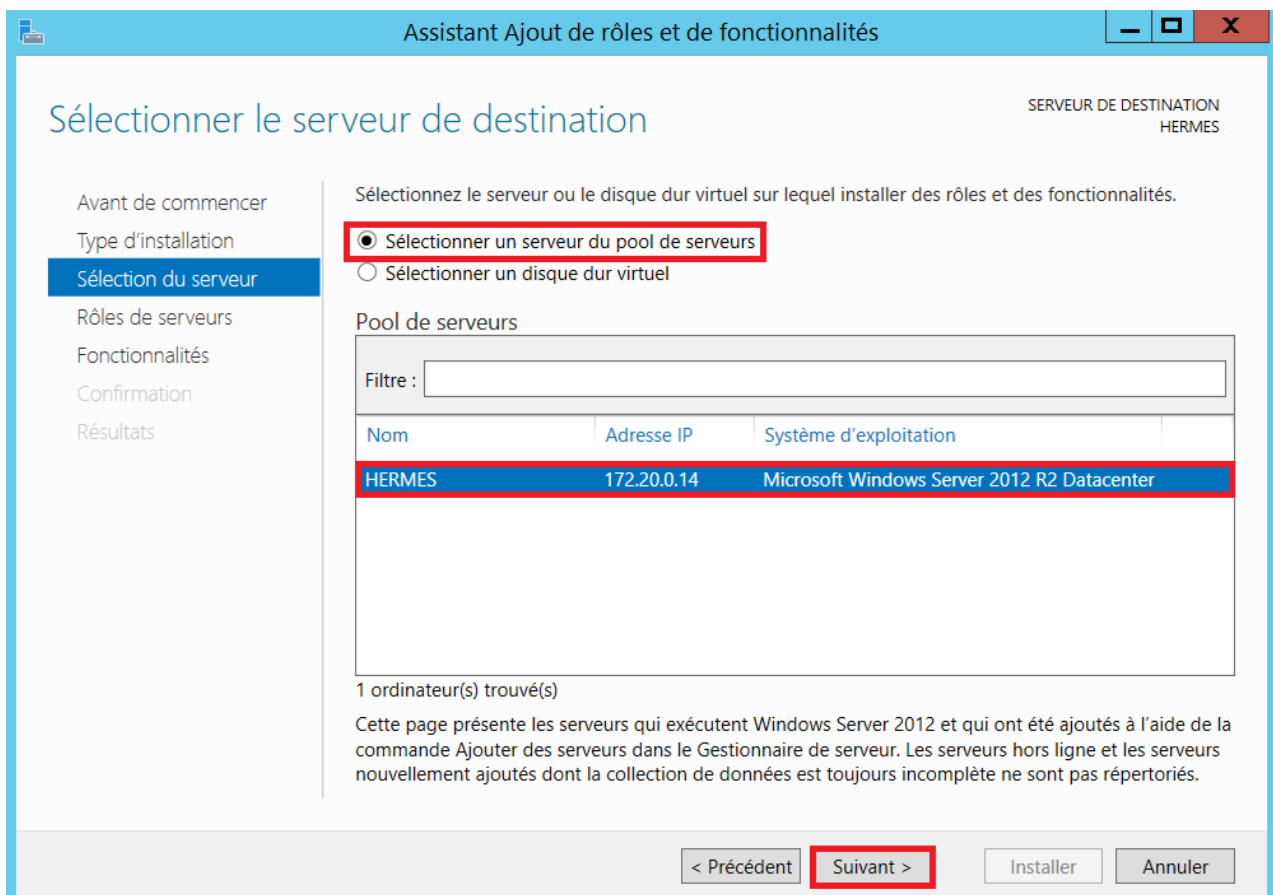 Assistant Ajout de rôles et de fonctionnalités
X
Sélectionner le serveur de destination
SERVEUR DE DESTINATION
HERMES
Avant de commencer
Type d'installation
Sélection du serveur
Rôles de serveurs
Fonctionnalités
Confirmation
Résultats
Sélectionnez le serveur ou le disque dur virtuel sur lequel installer des rôles et des fonctionnalités.
Sélectionner un serveur du pool de serveurs
Sélectionner un disque dur virtuel
Pool de serveurs
Filtre :
Nom Adresse IP Système d'exploitation
HERMES 172.20.0.14 Microsoft Windows Server 2012 R2 Datacenter
1 ordinateur(s) trouvé(s)
Cette page présente les serveurs qui exécutent Windows Server 2012 et qui ont été ajoutés à l'aide de la
commande Ajouter des serveurs dans le Gestionnaire de serveur. Les serveurs hors ligne et les serveurs
nouvellement ajoutés dont la collection de données est toujours incomplète ne sont pas répertoriés.
< Précédent Suivant > Installer Annuler